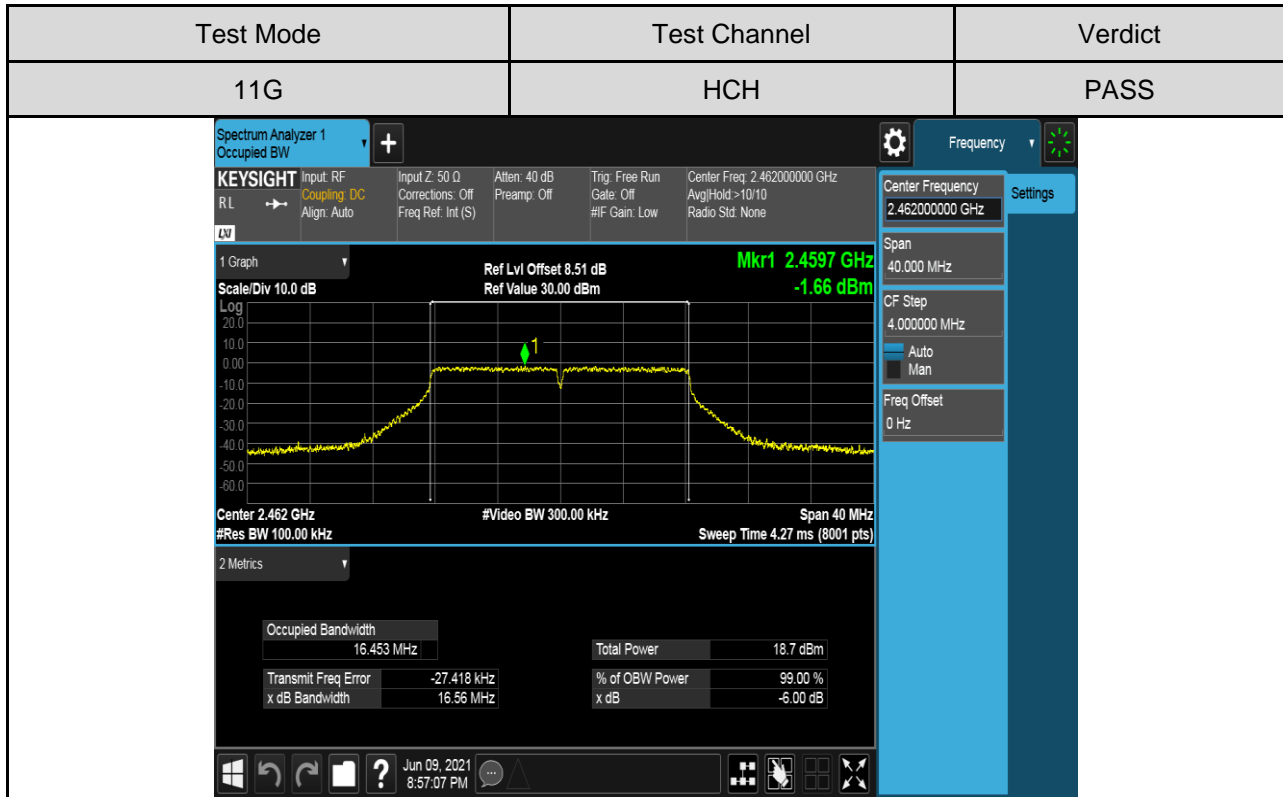 Test Mode Test Channel Verdict
11G HCH PASS
Spectrum Analyzer 1
Occupied BW
+
Frequency
KEYSIGHT Input: RF Input Z: 50 Ω Atten: 40 dB Trig: Free Run Center Freq: 2.462000000 GHz
RL Coupling: DC Corrections: Off Preamp: Off Gate: Off Avg|Hold:>10/10
Align: Auto Freq Ref: Int (S) #IF Gain: Low Radio Std: None
LXI
Center Frequency
2.462000000 GHz
Settings
Span
40.000 MHz
CF Step
4.000000 MHz
Auto
Man
Freq Offset
0 Hz
1 Graph
Ref Lvl Offset 8.51 dB
Mkr1 2.4597 GHz
Scale/Div 10.0 dB
Ref Value 30.00 dBm
-1.66 dBm
Log
20.0
10.0
0.00
-10.0
-20.0
-30.0
-40.0
-50.0
-60.0
1
Center 2.462 GHz #Video BW 300.00 kHz Span 40 MHz
#Res BW 100.00 kHz Sweep Time 4.27 ms (8001 pts)
2 Metrics
Occupied Bandwidth
16.453 MHz
Total Power 18.7 dBm
Transmit Freq Error -27.418 kHz % of OBW Power 99.00 %
x dB Bandwidth 16.56 MHz x dB -6.00 dB
?
Jun 09, 2021
8:57:07 PM